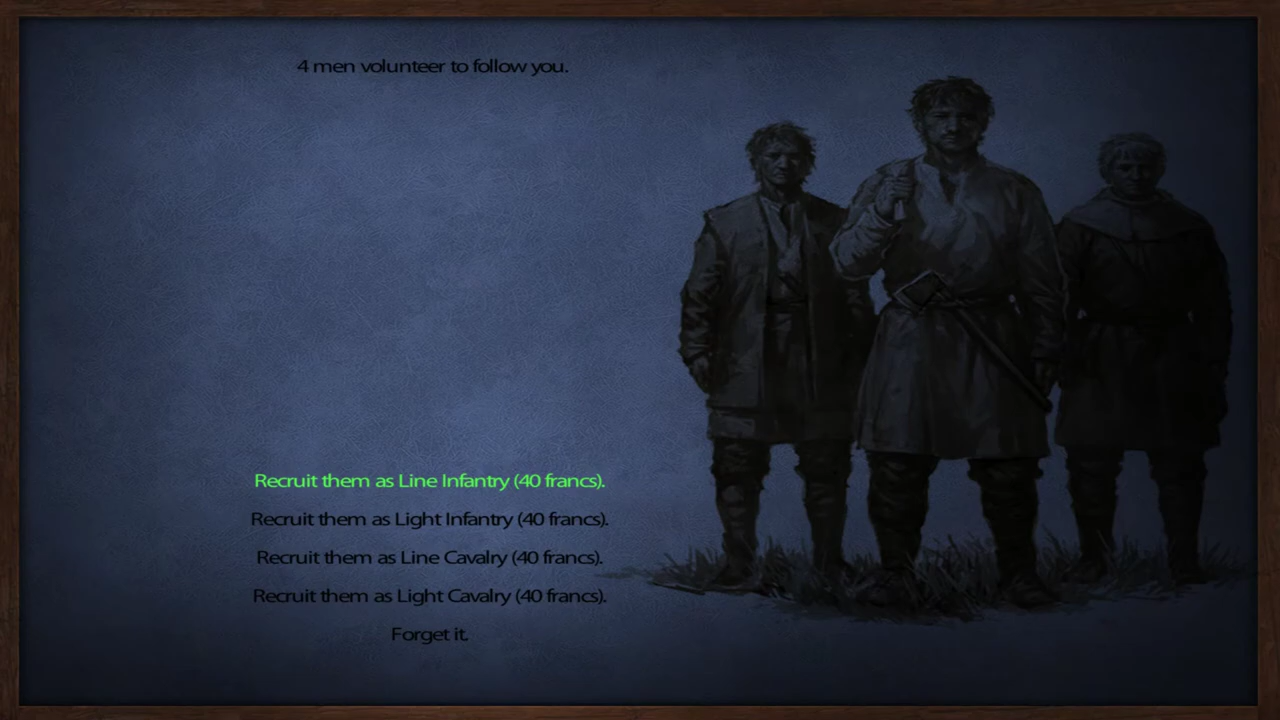 4 men volunteer to follow you.
Recruit them as Line Infantry (40 francs).
Recruit them as Light Infantry (40 francs).
Recruit them as Line Cavalry (40 francs).
Recruit them as Light Cavalry (40 francs).
Forget it.